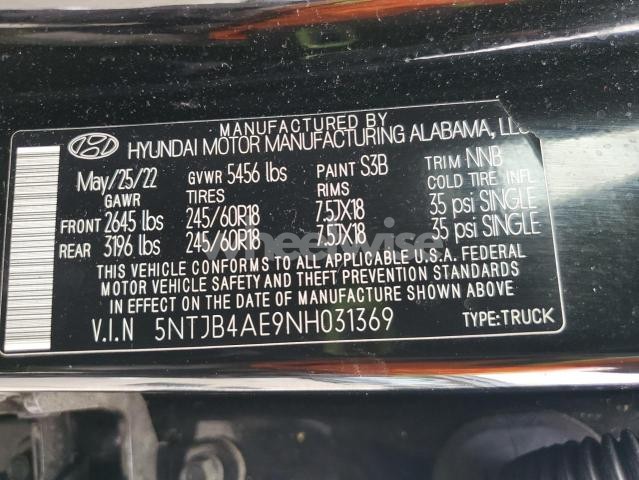 MANUFACTURED BY
HYUNDAI MOTOR MANUFACTURING ALABAMA, LLC
May/25/22 GVWR 5456 lbs PAINT S3B TRIM NNB
GAWR TIRES RIMS COLD TIRE INFL.
FRONT 2645 lbs 245/60R18 7.5JX18 35 psi SINGLE
REAR 3196 lbs 245/60R18 7.5JX18 35 psi SINGLE
THIS VEHICLE CONFORMS TO ALL APPLICABLE U.S.A. FEDERAL
MOTOR VEHICLE SAFETY AND THEFT PREVENTION STANDARDS
IN EFFECT ON THE DATE OF MANUFACTURED SHOWN ABOVE
V.I.N 5NTJB4AE9NH031369 TYPE:TRUCK
wheelwise